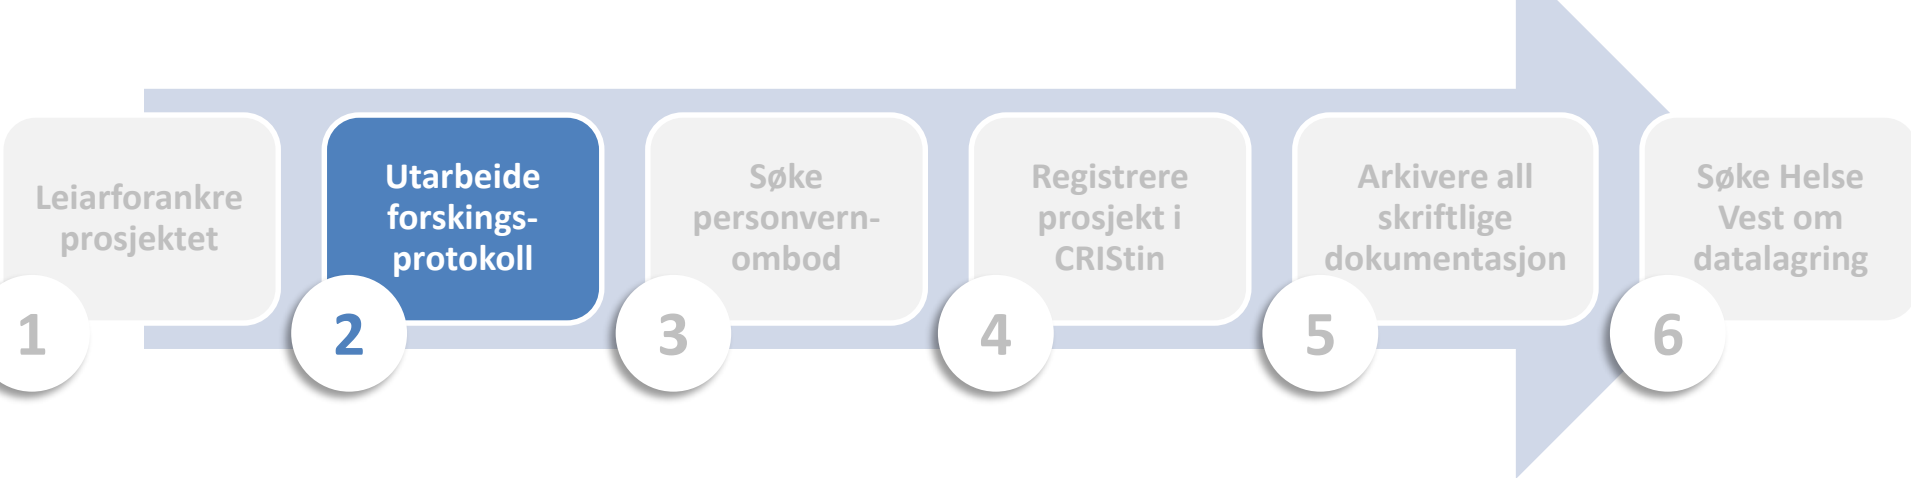 Leiarforankre
prosjektet
1
Utarbeide
forskings-
protokoll
2
Søke
personvern-
ombod
3
Registrere
prosjekt i
CRIStin
4
Arkivere all
skriftlige
dokumentasjon
5
Søke Helse
Vest om
datalagring
6